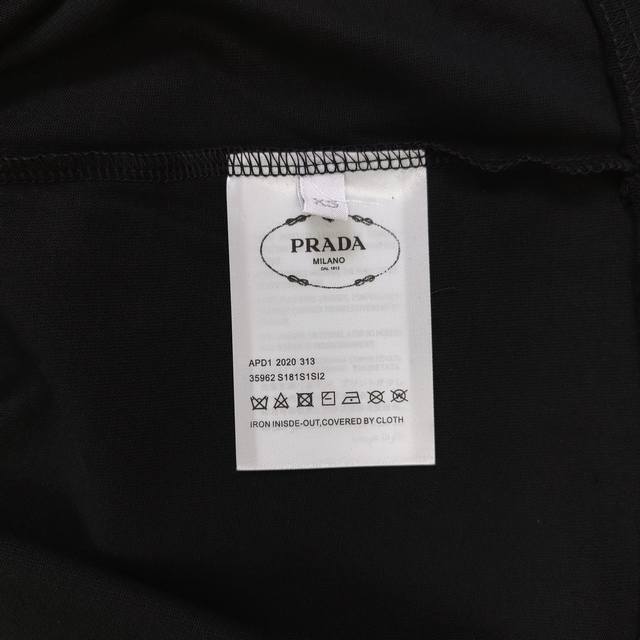 XS
PRADA
MILANO
DAL 1913
APD1 2020 313
35962 S181S1SI2
IRON INISDE-OUT,COVERED BY CLOTH